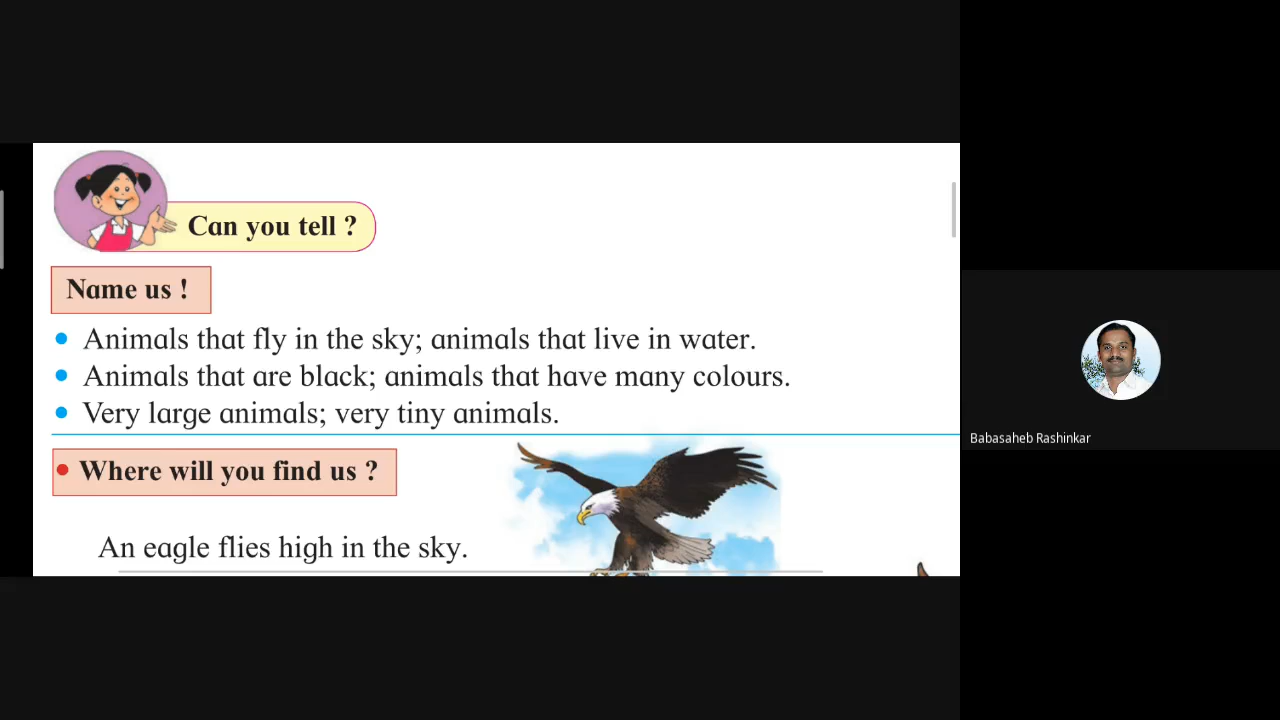 Can you tell ?
Name us !
• Animals that fly in the sky; animals that live in water.
• Animals that are black; animals that have many colours.
• Very large animals; very tiny animals.
• Where will you find us ?
An eagle flies high in the sky.
Babasaheb Rashinkar